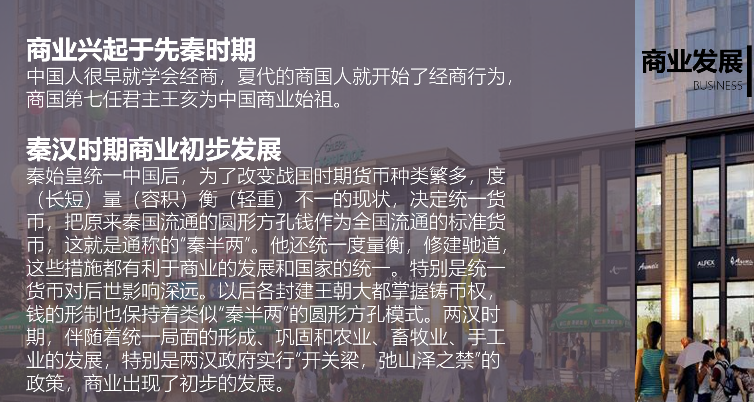 商业兴起于先秦时期
中国人很早就学会经商，夏代的商国人就开始了经商行为，
商国第七任君主王亥为中国商业始祖。
秦汉时期商业初步发展
秦始皇统一中国后，为了改变战国时期货币种类繁多，度
（长短）量（容积）衡（轻重）不一的现状，决定统一货
币，把原来秦国流通的圆形方孔钱作为全国流通的标准货
币，这就是通称的“秦半两”。他还统一度量衡，修建驰道，
这些措施都有利于商业的发展和国家的统一。特别是统一
货币对后世影响深远。以后各封建王朝大都掌握铸币权，
钱的形制也保持着类似“秦半两”的圆形方孔模式。两汉时
期，伴随着统一局面的形成、巩固和农业、畜牧业、手工
业的发展，特别是两汉政府实行“开关梁，弛山泽之禁”的
政策，商业出现了初步的发展。
商业发展
BUSINESS